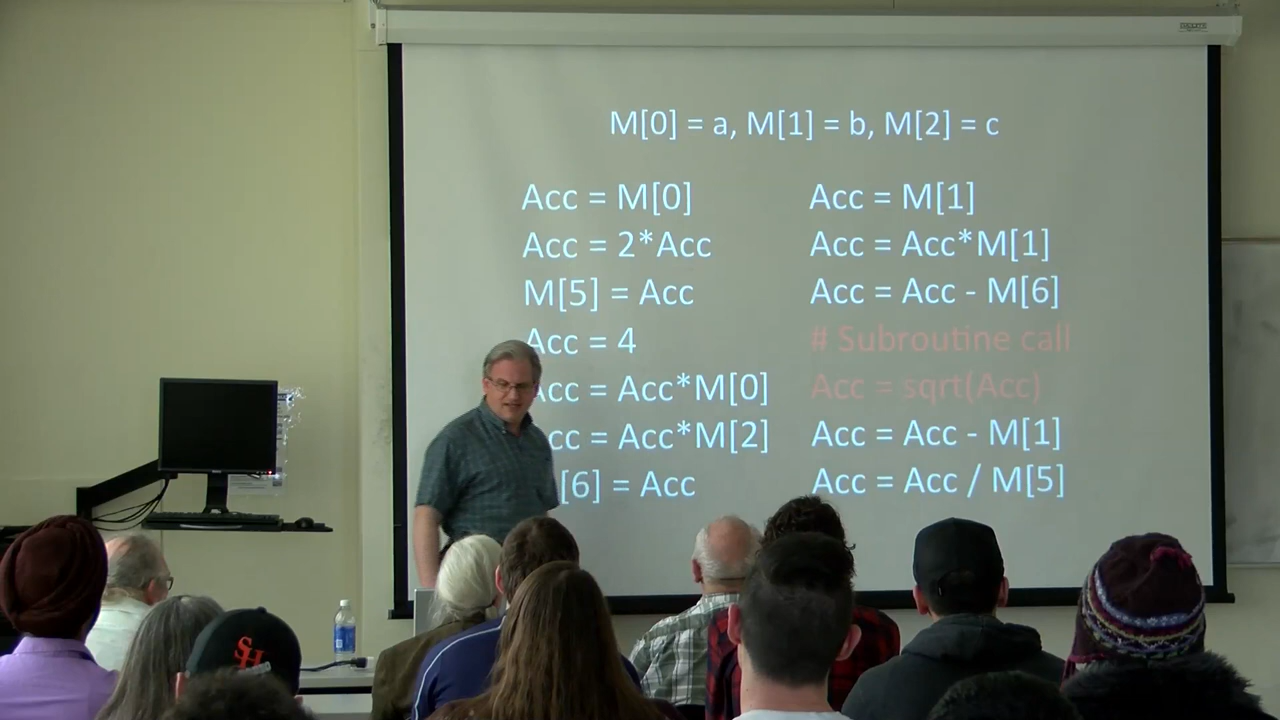 M[0] = a, M[1] = b, M[2] = c
Acc = M[0]
Acc = 2*Acc
M[5] = Acc
Acc = 4
cc = Acc*M[0]
cc = Acc*M[2]
[6] = Acc
Acc = M[1]
Acc = Acc*M[1]
Acc = Acc - M[6]
# Subroutine call
Acc = sqrt(Acc)
Acc = Acc - M[1]
Acc = Acc / M[5]
SH